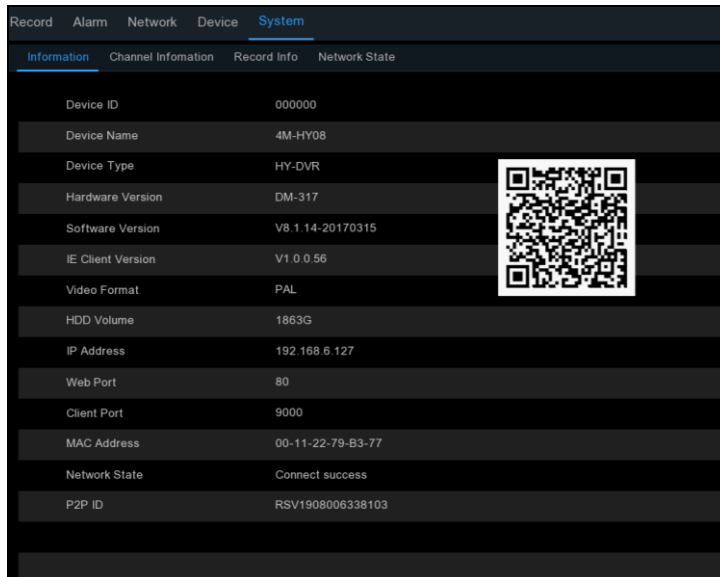 Record Alarm Network Device System
Information Channel Infomation Record Info Network State
Device ID 000000
Device Name 4M-HY08
Device Type HY-DVR
Hardware Version DM-317
Software Version V8.1.14-20170315
IE Client Version V1.0.0.56
Video Format PAL
HDD Volume 1863G
IP Address 192.168.6.127
Web Port 80
Client Port 9000
MAC Address 00-11-22-79-B3-77
Network State Connect success
P2P ID RSV1908006338103